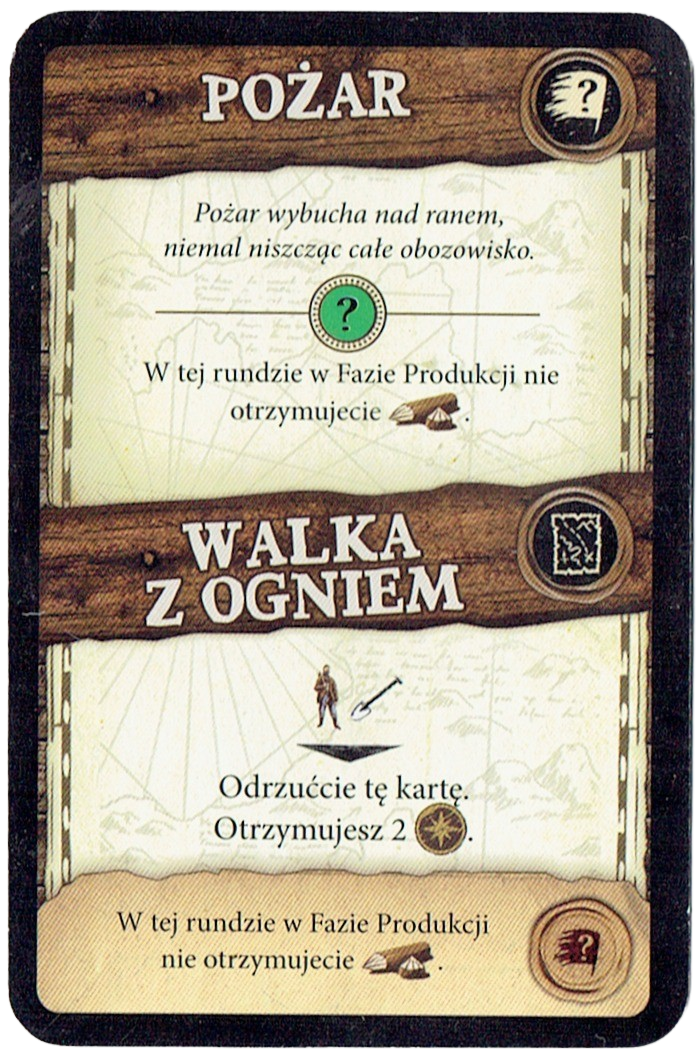 POŻAR
?
Pożar wybucha nad ranem,
niemal niszcząc całe obozowisko.
?
W tej rundzie w Fazie Produkcji nie
otrzymujecie .
WALKA
Z OGNIEM
Odrzućcie tę kartę.
Otrzymujesz 2 .
W tej rundzie w Fazie Produkcji
nie otrzymujecie .
?